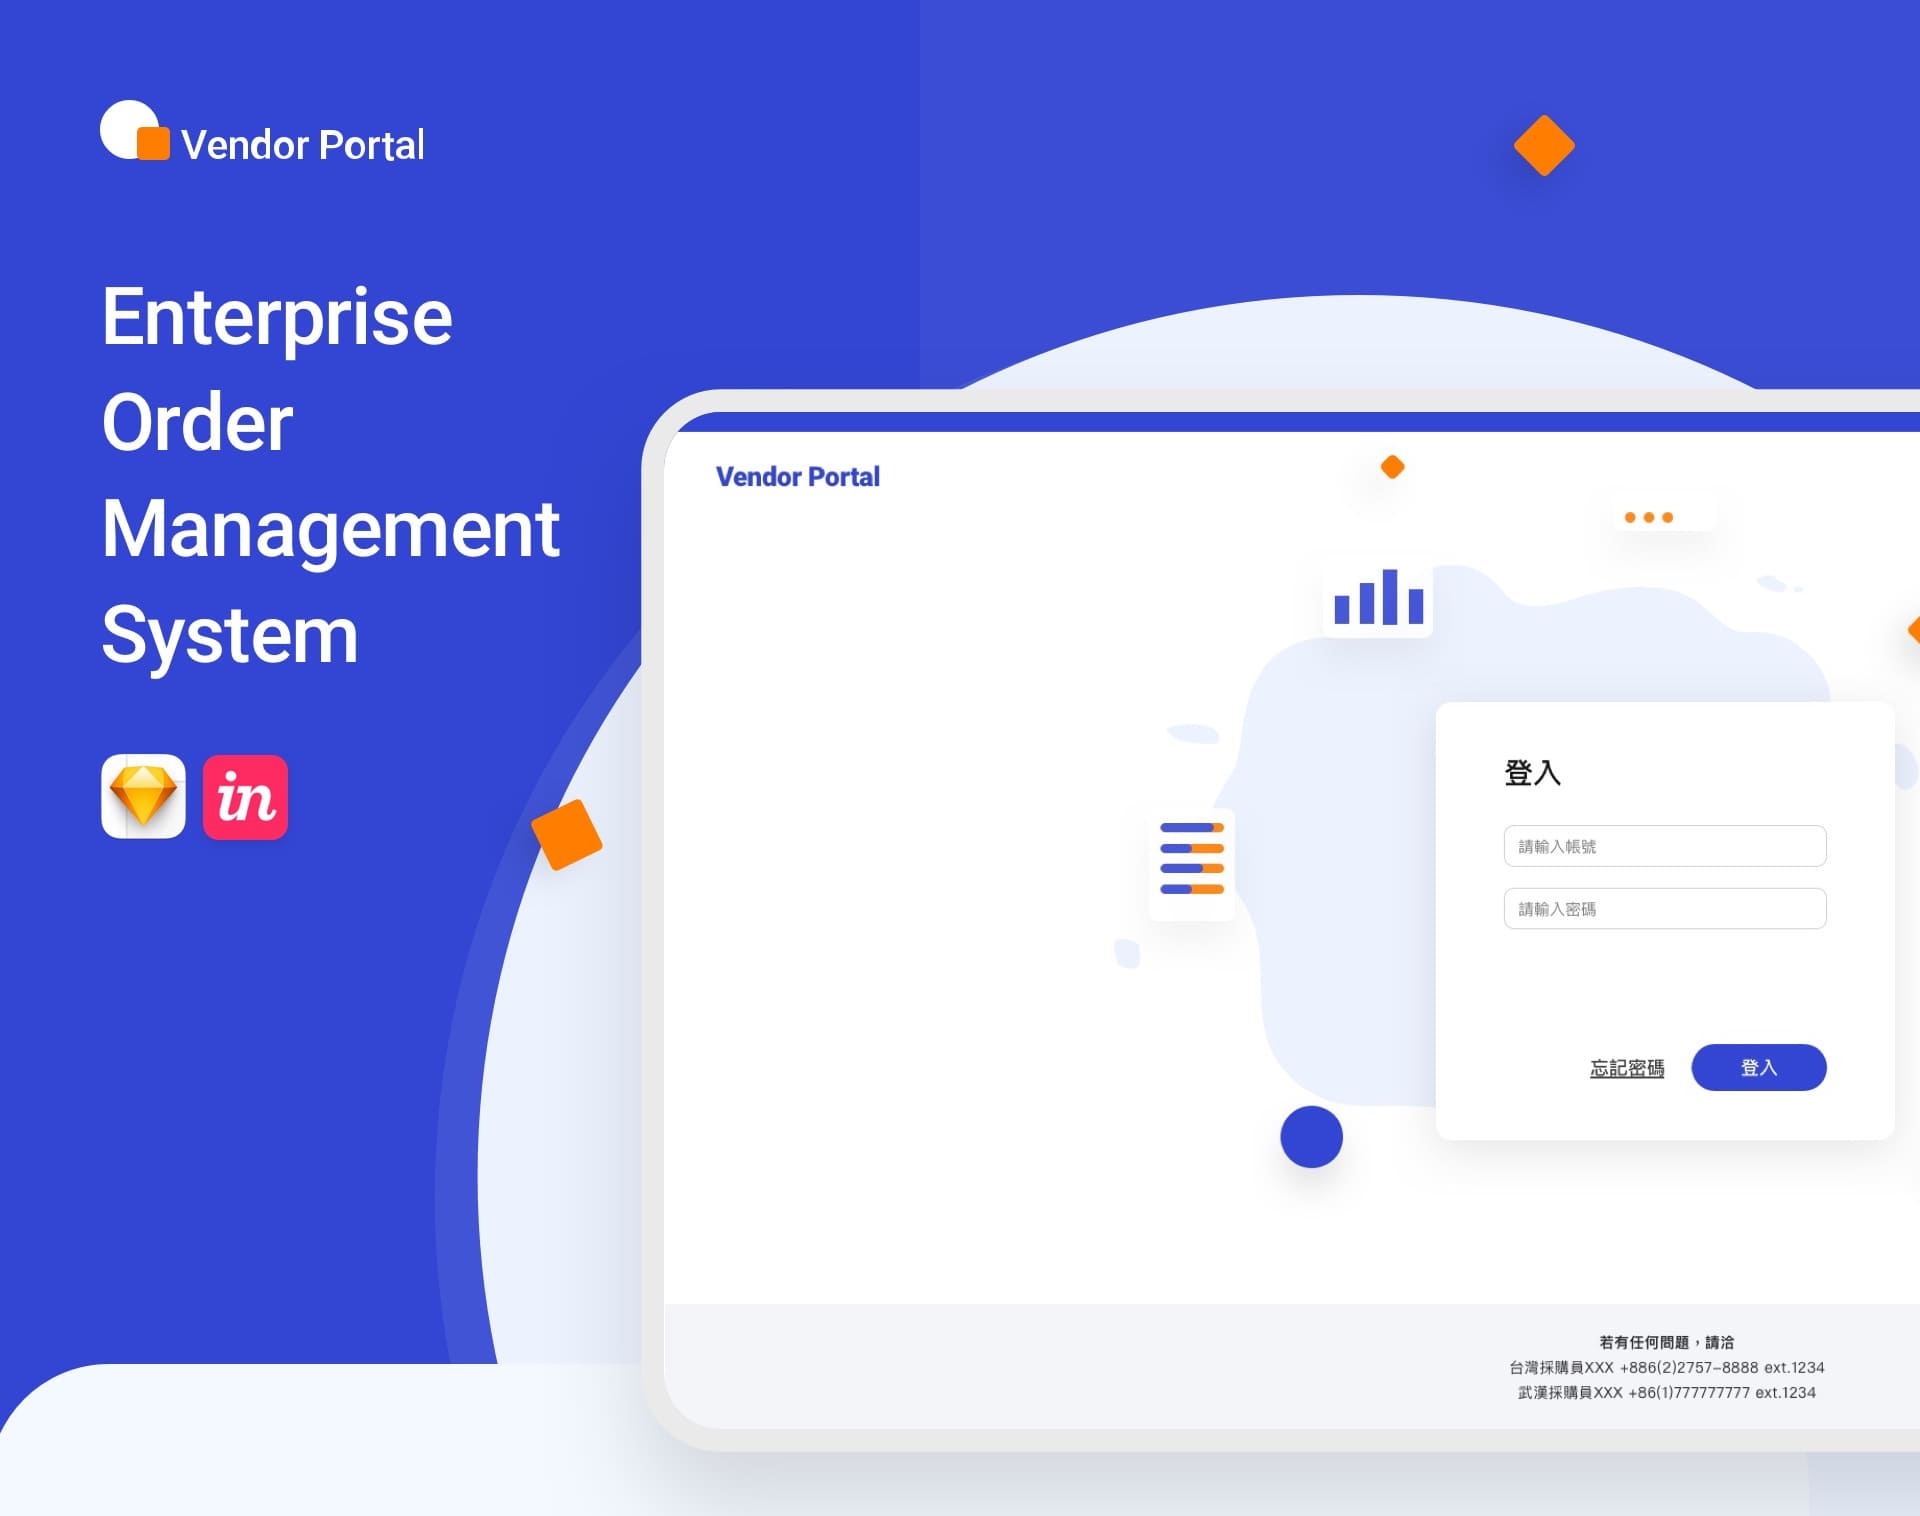 Vendor Portal
Enterprise
Order
Management
System
in
Vendor Portal
登入
請輸入帳號
請輸入密碼
忘記密碼
登入
若有任何問題，請洽
台灣採購員XXX +886(2)2757-8888 ext.1234
武漢採購員XXX +86(1)777777777 ext.1234